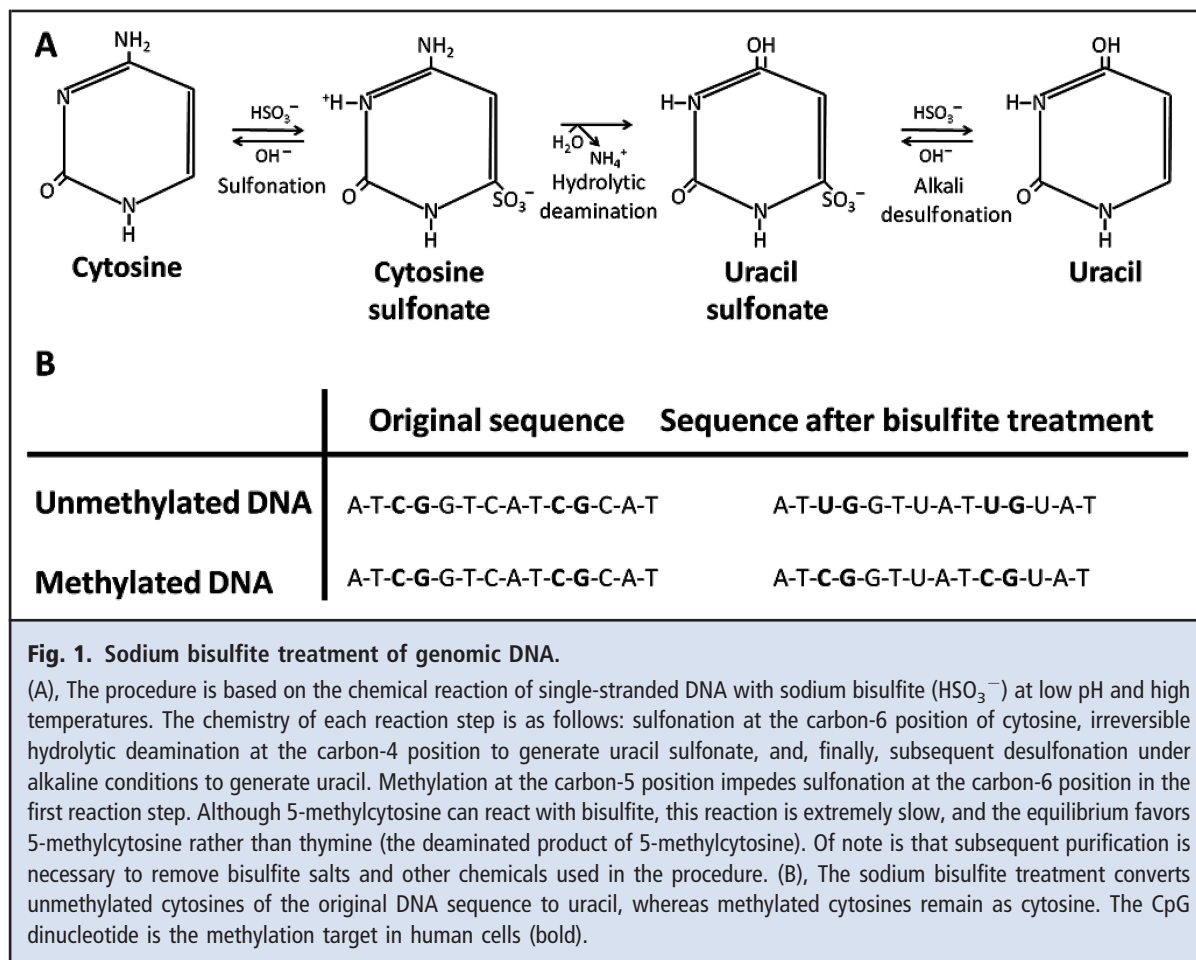 A
NH₂
N
O
N
H
Cytosine
HSO₃⁻
OH⁻
Sulfonation
NH₂
⁺H-N
O
N
H
SO₃⁻
Cytosine
sulfonate
H₂O
NH₄⁺
Hydrolytic
deamination
OH
H-N
O
N
H
SO₃⁻
Uracil
sulfonate
HSO₃⁻
OH⁻
Alkali
desulfonation
OH
H-N
O
N
H
Uracil
B
Original sequence Sequence after bisulfite treatment
Unmethylated DNA A-T-C-G-G-T-C-A-T-C-G-C-A-T A-T-U-G-G-T-U-A-T-U-G-U-A-T
Methylated DNA A-T-C-G-G-T-C-A-T-C-G-C-A-T A-T-C-G-G-T-U-A-T-C-G-U-A-T
Fig. 1. Sodium bisulfite treatment of genomic DNA.
(A), The procedure is based on the chemical reaction of single-stranded DNA with sodium bisulfite (HSO₃⁻) at low pH and high
temperatures. The chemistry of each reaction step is as follows: sulfonation at the carbon-6 position of cytosine, irreversible
hydrolytic deamination at the carbon-4 position to generate uracil sulfonate, and, finally, subsequent desulfonation under
alkaline conditions to generate uracil. Methylation at the carbon-5 position impedes sulfonation at the carbon-6 position in the
first reaction step. Although 5-methylcytosine can react with bisulfite, this reaction is extremely slow, and the equilibrium favors
5-methylcytosine rather than thymine (the deaminated product of 5-methylcytosine). Of note is that subsequent purification is
necessary to remove bisulfite salts and other chemicals used in the procedure. (B), The sodium bisulfite treatment converts
unmethylated cytosines of the original DNA sequence to uracil, whereas methylated cytosines remain as cytosine. The CpG
dinucleotide is the methylation target in human cells (bold).